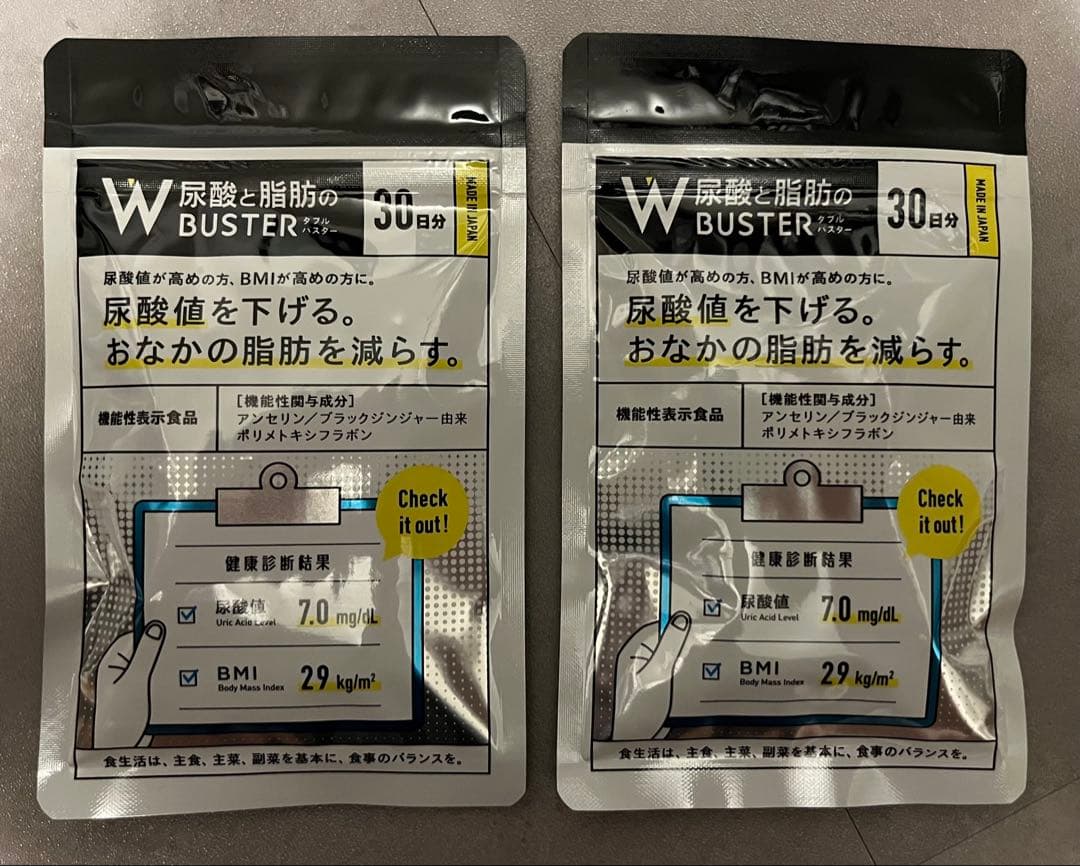 W 尿酸と脂肪の
BUSTER ダブルバスター
30日分
MADE IN JAPAN
尿酸値が高めの方、BMIが高めの方に。
尿酸値を下げる。
おなかの脂肪を減らす。
機能性表示食品
[機能性関与成分]
アンセリン／ブラックジンジャー由来
ポリメトキシフラボン
Check
it out!
健康診断結果
尿酸値 7.0 mg/dL
Uric Acid Level
BMI 29 kg/m²
Body Mass Index
食生活は、主食、主菜、副菜を基本に、食事のバランスを。
W 尿酸と脂肪の
BUSTER ダブルバスター
30日分
MADE IN JAPAN
尿酸値が高めの方、BMIが高めの方に。
尿酸値を下げる。
おなかの脂肪を減らす。
機能性表示食品
[機能性関与成分]
アンセリン／ブラックジンジャー由来
ポリメトキシフラボン
Check
it out!
健康診断結果
尿酸値 7.0 mg/dL
Uric Acid Level
BMI 29 kg/m²
Body Mass Index
食生活は、主食、主菜、副菜を基本に、食事のバランスを。